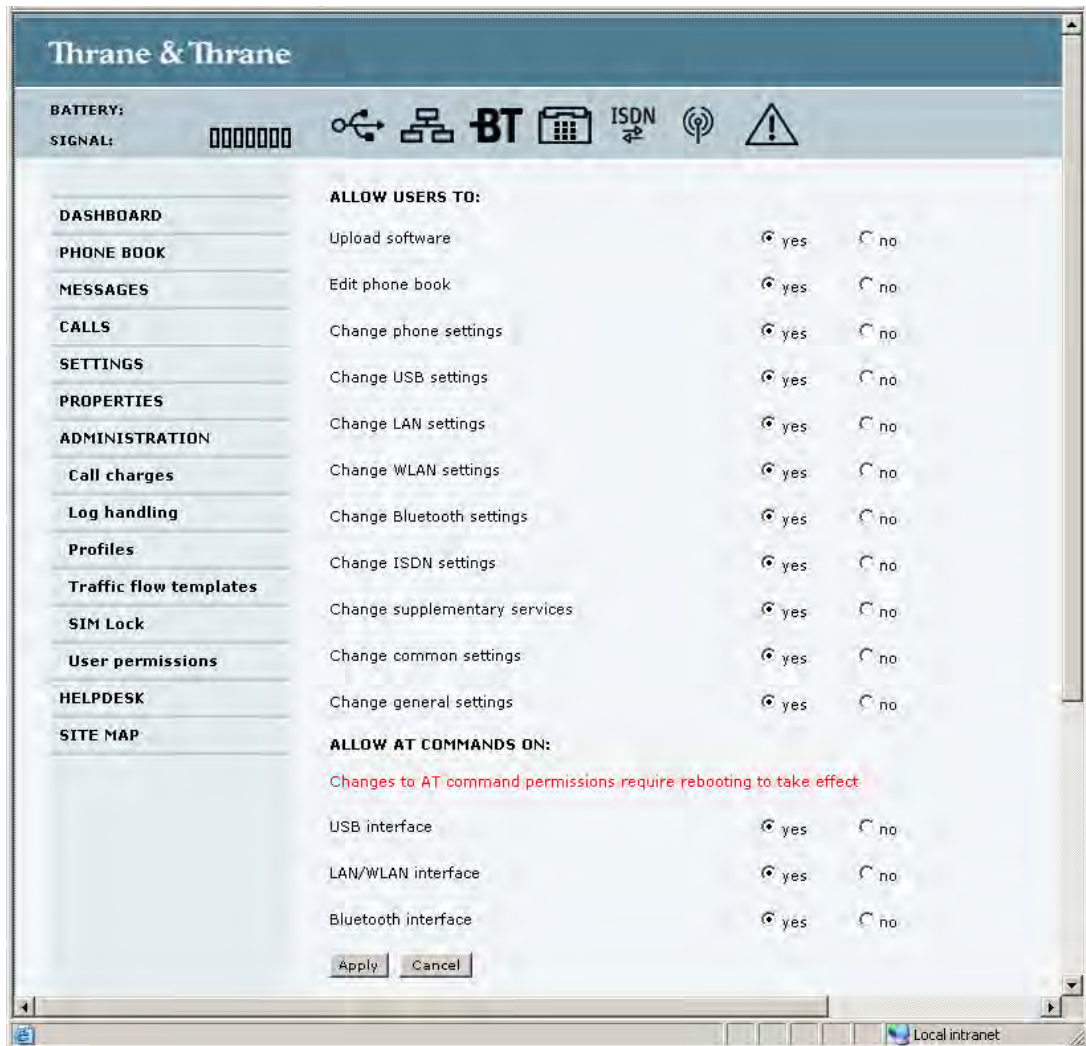 Thrane & Thrane
BATTERY:
SIGNAL:
BT
ISDN
DASHBOARD
PHONE BOOK
MESSAGES
CALLS
SETTINGS
PROPERTIES
ADMINISTRATION
Call charges
Log handling
Profiles
Traffic flow templates
SIM Lock
User permissions
HELPDESK
SITE MAP
ALLOW USERS TO:
Upload software yes no
Edit phone book yes no
Change phone settings yes no
Change USB settings yes no
Change LAN settings yes no
Change WLAN settings yes no
Change Bluetooth settings yes no
Change ISDN settings yes no
Change supplementary services yes no
Change common settings yes no
Change general settings yes no
ALLOW AT COMMANDS ON:
Changes to AT command permissions require rebooting to take effect
USB interface yes no
LAN/WLAN interface yes no
Bluetooth interface yes no
Apply Cancel
Local intranet